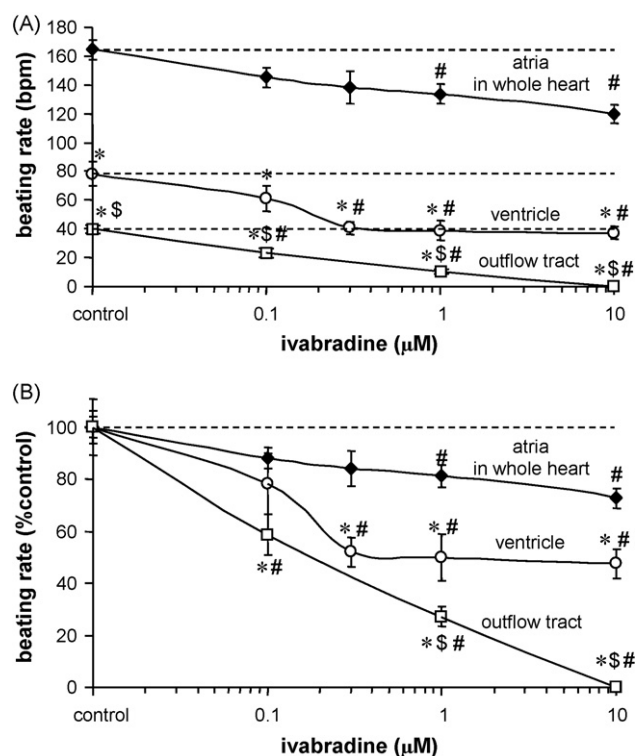 (A)
beating rate (bpm)
180
160
140
120
100
80
60
40
20
0
atria
in whole heart
# #
* * *# *# *#
ventricle
*$ *$# *$# *$#
outflow tract
control 0.1 1 10
ivabradine (μM)
(B)
beating rate (%control)
100
80
60
40
20
0
atria
in whole heart
# #
*# *# *#
ventricle
*#
outflow tract
*$# *$#
control 0.1 1 10
ivabradine (μM)